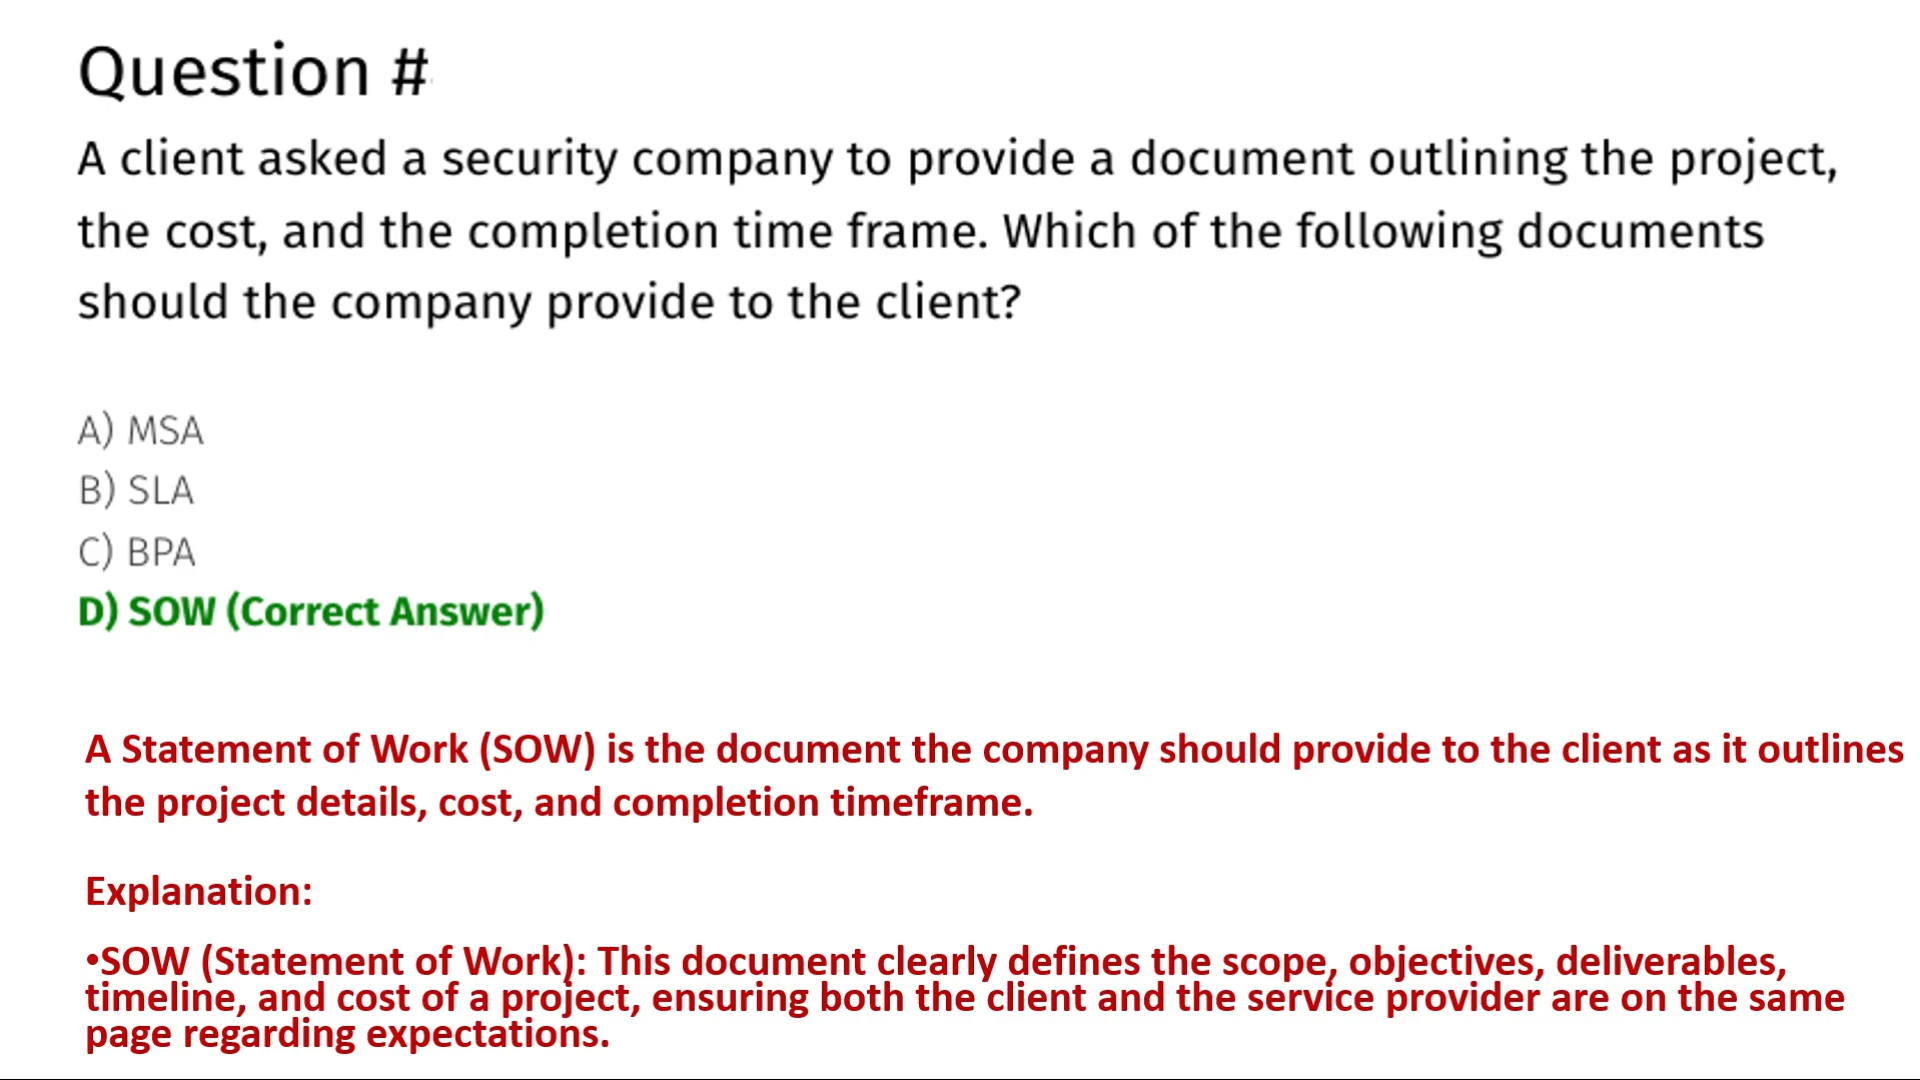 Question #
A client asked a security company to provide a document outlining the project,
the cost, and the completion time frame. Which of the following documents
should the company provide to the client?
A) MSA
B) SLA
C) BPA
D) SOW (Correct Answer)
A Statement of Work (SOW) is the document the company should provide to the client as it outlines
the project details, cost, and completion timeframe.
Explanation:
•SOW (Statement of Work): This document clearly defines the scope, objectives, deliverables,
timeline, and cost of a project, ensuring both the client and the service provider are on the same
page regarding expectations.